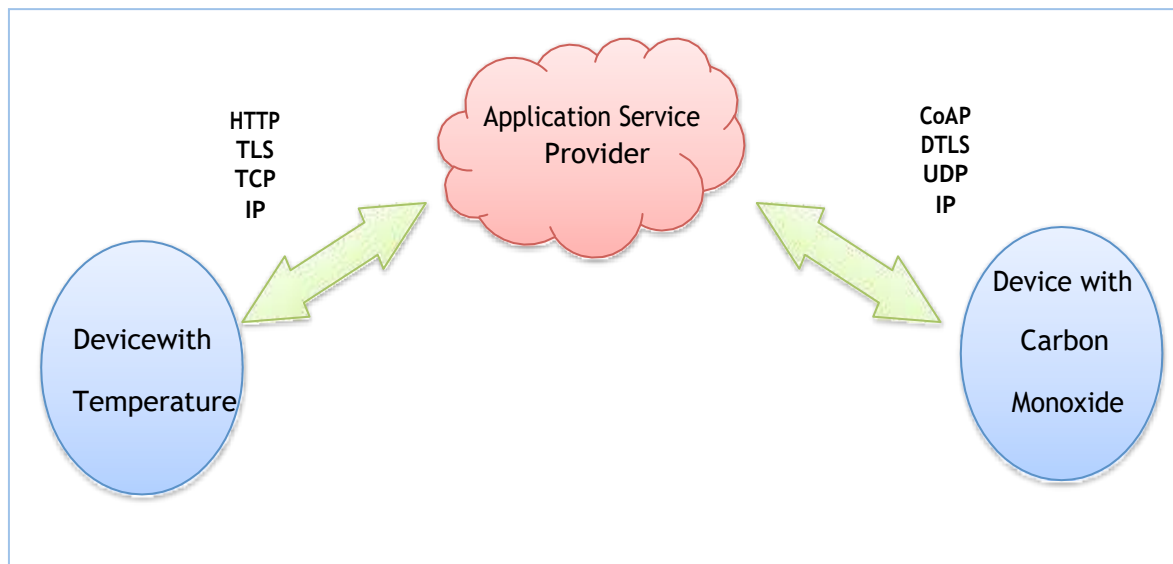 Application Service
Provider
HTTP
TLS
TCP
IP
CoAP
DTLS
UDP
IP
Devicewith
Temperature
Device with
Carbon
Monoxide